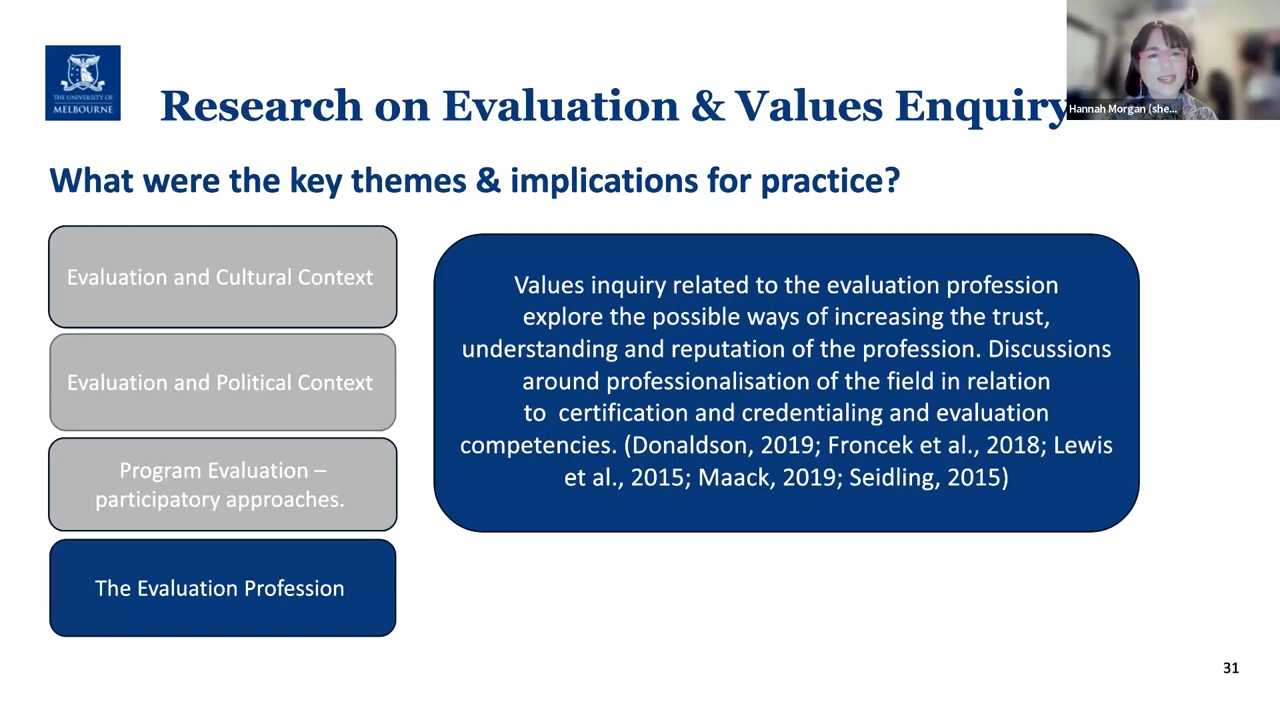 THE UNIVERSITY OF
MELBOURNE
Research on Evaluation & Values Enquiry
Hannah Morgan (she...
What were the key themes & implications for practice?
Evaluation and Cultural Context
Evaluation and Political Context
Program Evaluation –
participatory approaches.
The Evaluation Profession
Values inquiry related to the evaluation profession
explore the possible ways of increasing the trust,
understanding and reputation of the profession. Discussions
around professionalisation of the field in relation
to  certification and credentialing and evaluation
competencies. (Donaldson, 2019; Froncek et al., 2018; Lewis
et al., 2015; Maack, 2019; Seidling, 2015)
31